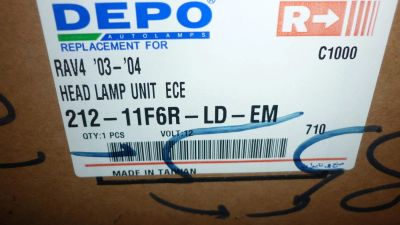 DEPO
AUTOLAMPS
R
REPLACEMENT FOR
C1000
RAV4 '03-'04
HEAD LAMP UNIT ECE
212-11F6R-LD-EM
QTY:1 PCS VOLT:12
710
MADE IN TAIWAN